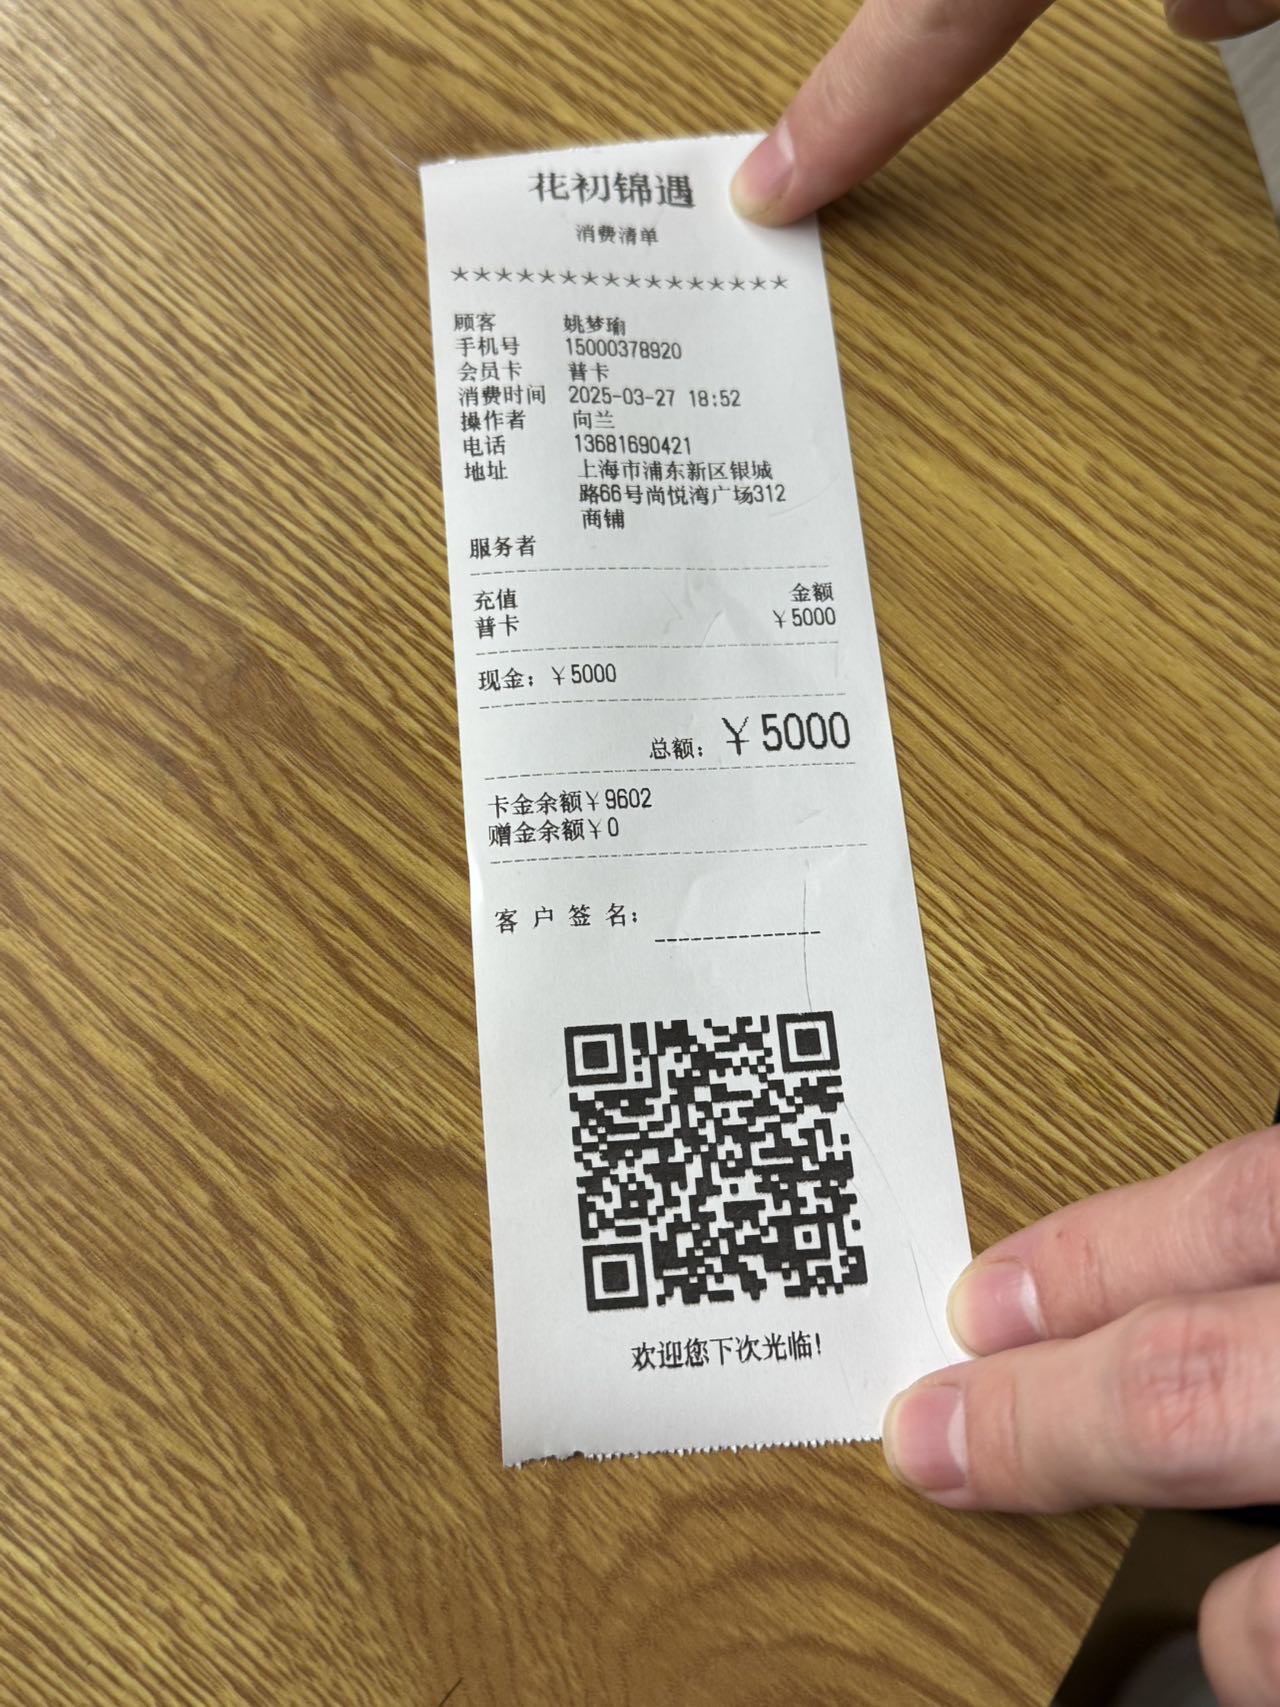 花初锦遇
消费清单
****************
顾客 姚梦瑜
手机号 15000378920
会员卡 普卡
消费时间 2025-03-27 18:52
操作者 向兰
电话 13681690421
地址 上海市浦东新区银城
路66号尚悦湾广场312
商铺
服务者
充值 金额
普卡 ¥5000
现金: ¥5000
总额: ¥5000
卡金余额¥9602
赠金余额¥0
客 户 签 名:
欢迎您下次光临!